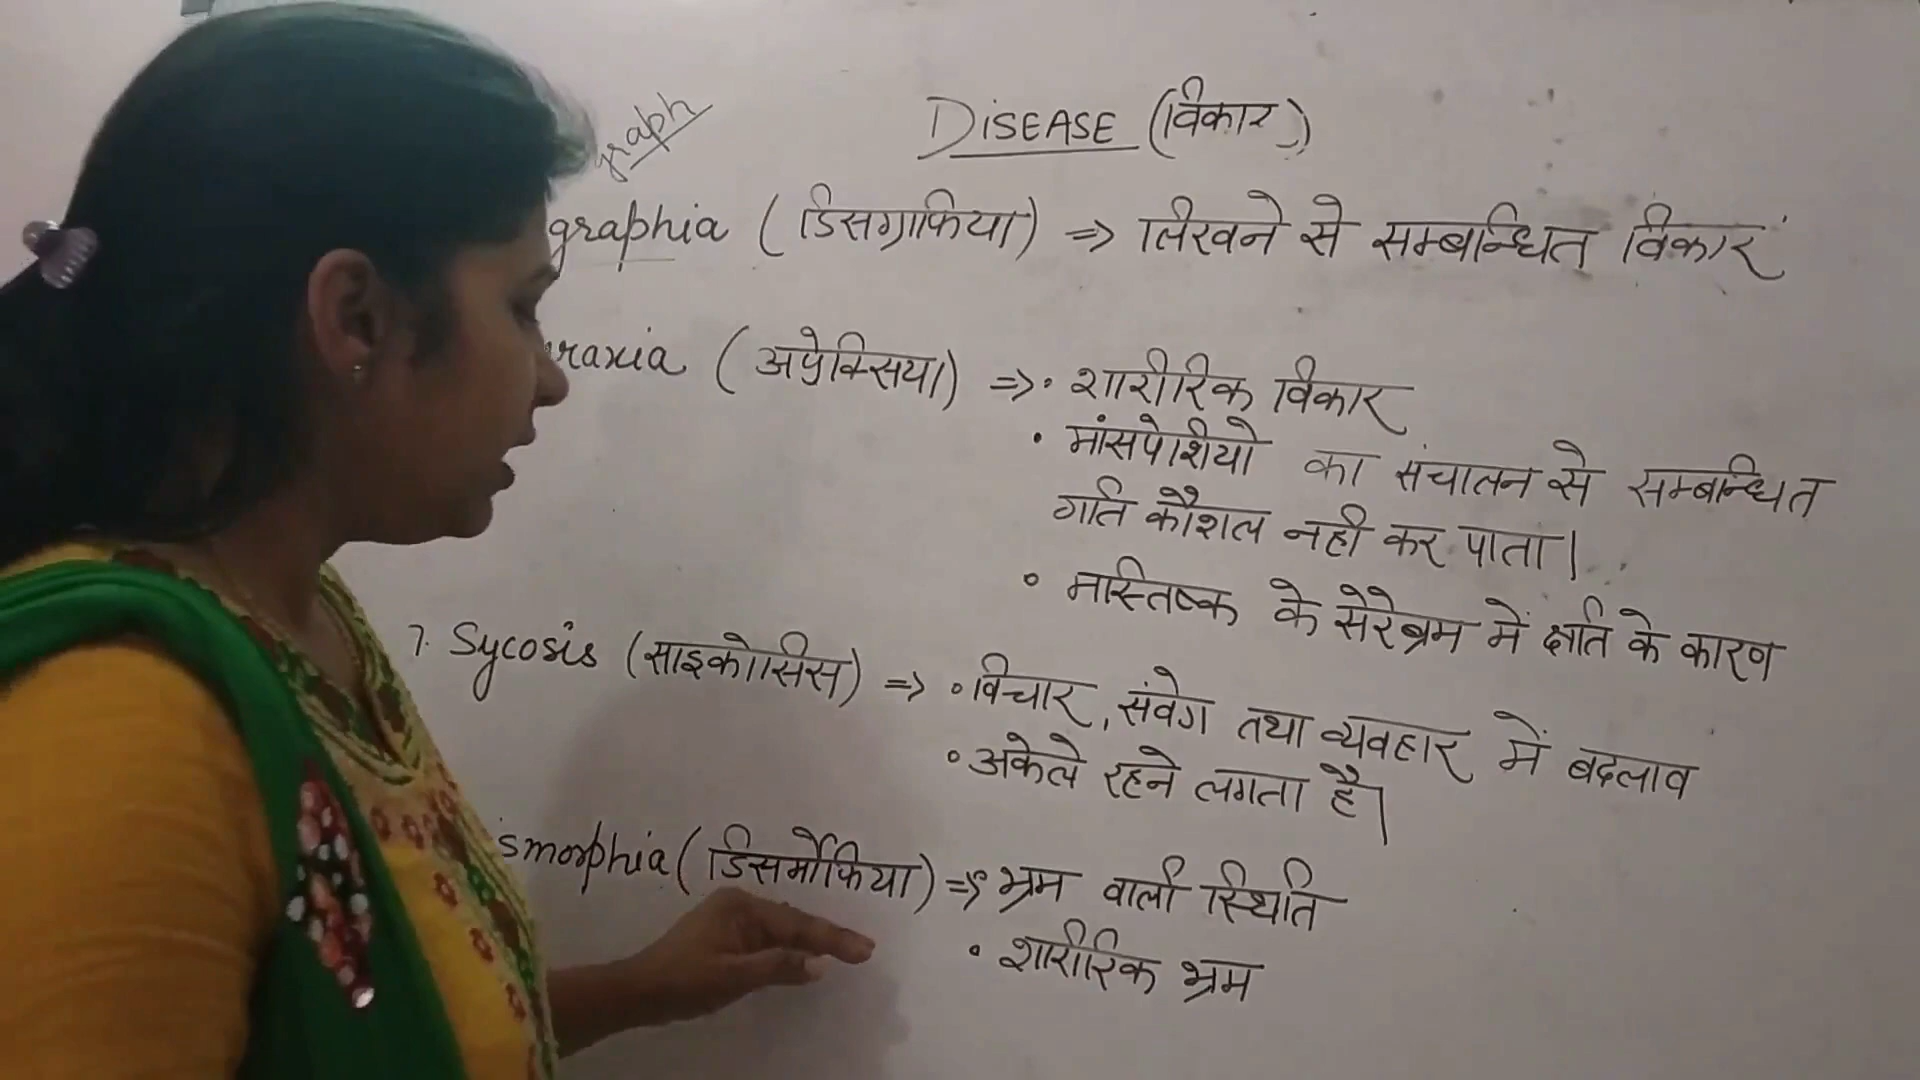 graph
DISEASE (विकार)
graphia (डिसग्राफिया) => लिखने से सम्बन्धित विकार
raxia (अप्रेक्सिया) => • शारीरिक विकार
• मांसपेशियो का संचालन से सम्बन्धित
गति कौशल नही कर पाता।
• मस्तिष्क के सेरेब्रम में क्षति के कारण
7. Sycosis (साइकोसिस) => • विचार, संवेग तथा व्यवहार में बदलाव
• अकेले रहने लगता है।
ismorphia (डिसमोर्फिया) => • भ्रम वाली स्थिति
• शारीरिक भ्रम